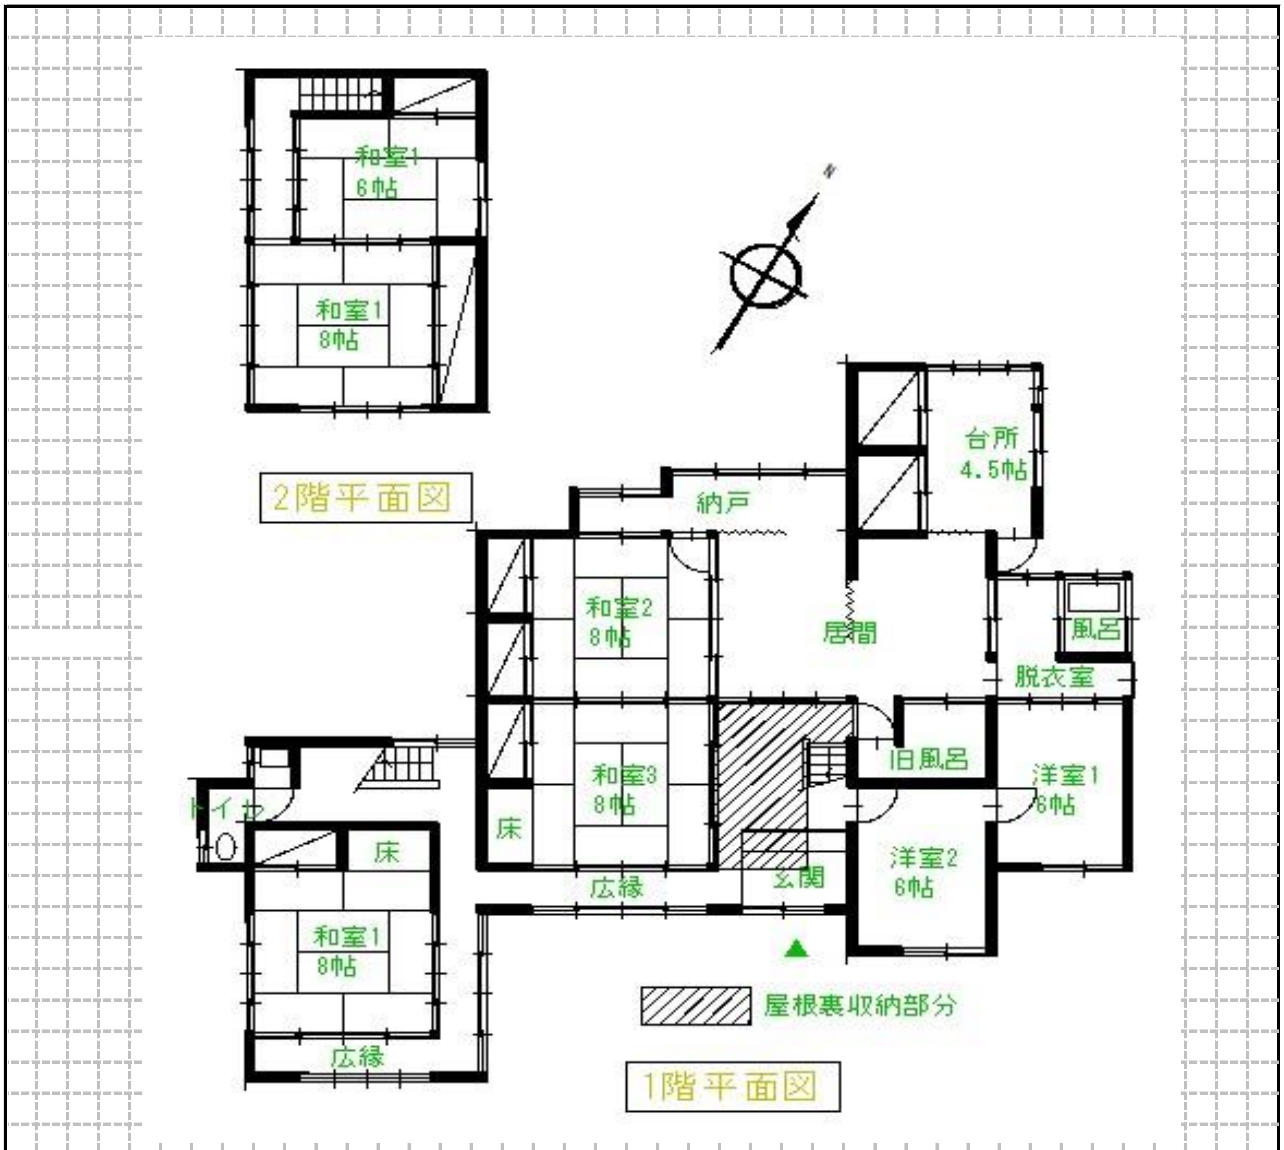 和室1
6帖
和室1
8帖
2階平面図
N
台所
4.5帖
納戸
和室2
8帖
居間
風呂
脱衣室
和室3
8帖
旧風呂
洋室1
6帖
トイレ
床
床
洋室2
6帖
広縁
玄関
和室1
8帖
屋根裏収納部分
広縁
1階平面図